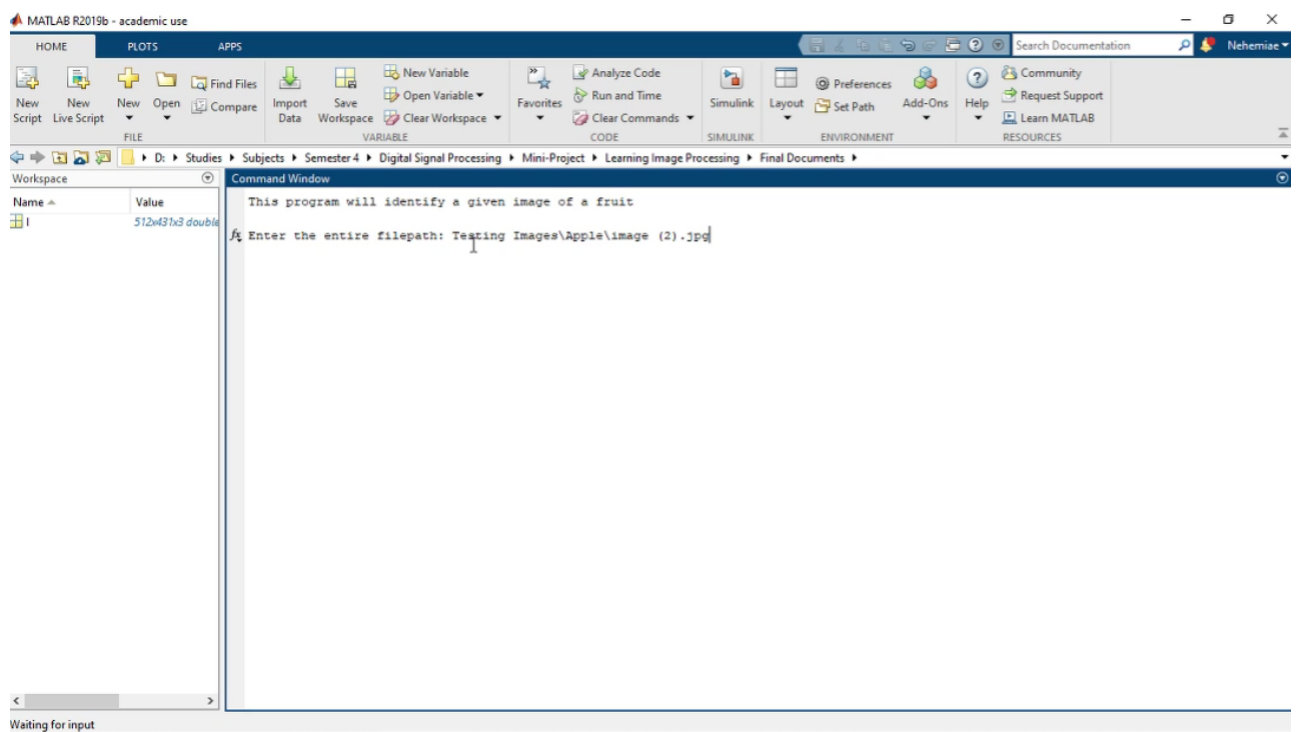 MATLAB R2019b - academic use
HOME PLOTS APPS Search Documentation Nehemiae
New Script
New Live Script
New
Open
Find Files
Compare
FILE
Import Data
Save Workspace
New Variable
Open Variable
Clear Workspace
VARIABLE
Favorites
Analyze Code
Run and Time
Clear Commands
CODE
Simulink
SIMULINK
Layout
Preferences
Set Path
Add-Ons
ENVIRONMENT
Help
Community
Request Support
Learn MATLAB
RESOURCES
D: Studies Subjects Semester 4 Digital Signal Processing Mini-Project Learning Image Processing Final Documents
Workspace
Name Value
I 512x431x3 double
Command Window
This program will identify a given image of a fruit
fx Enter the entire filepath: Testing Images\Apple\image (2).jpg
Waiting for input